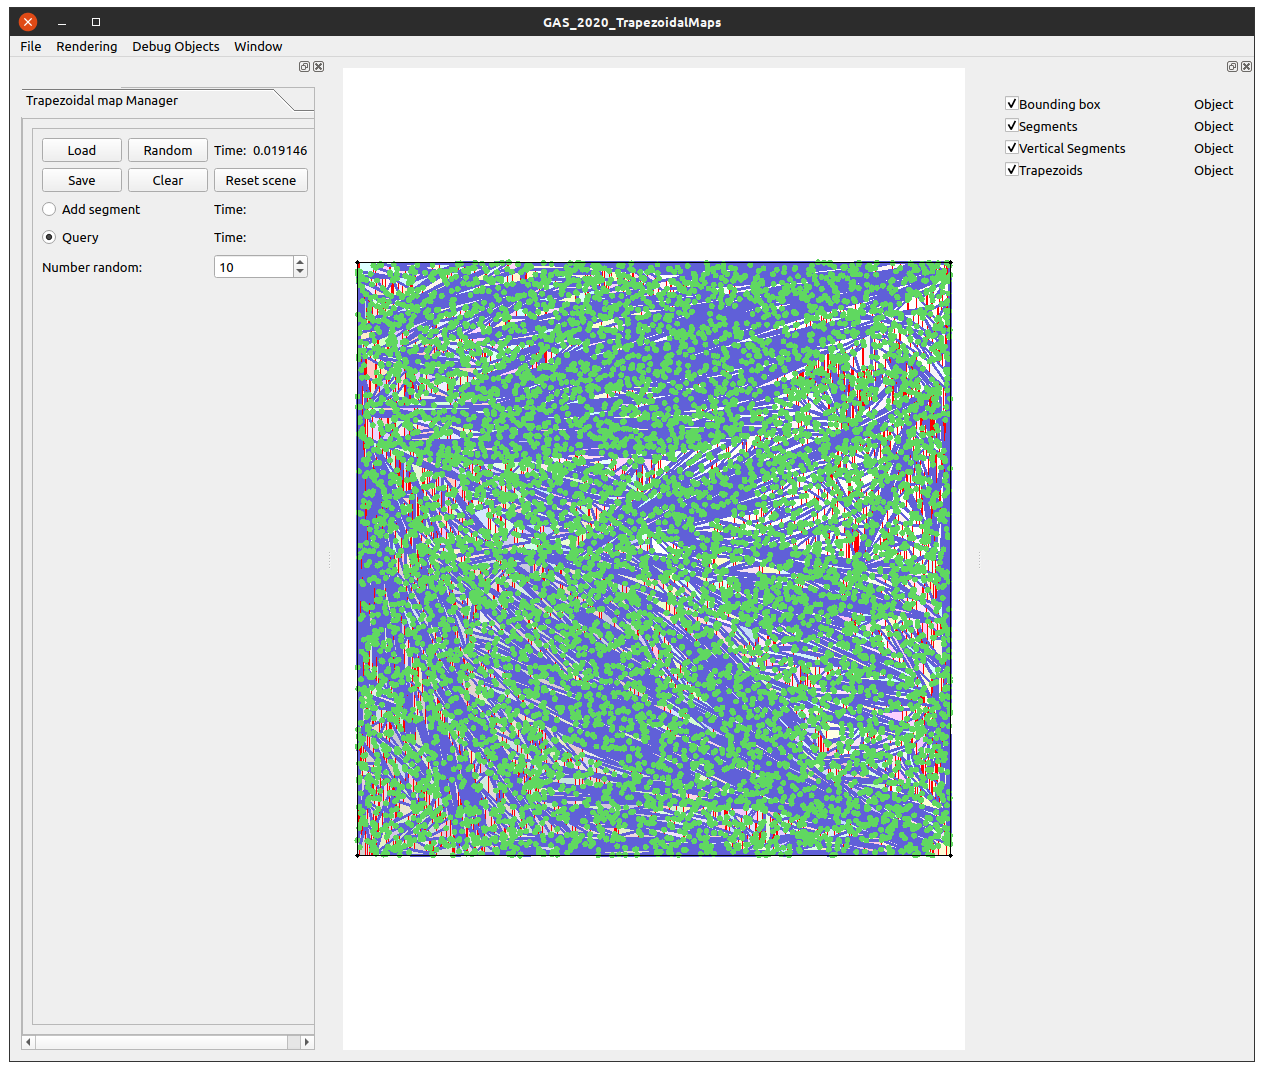 GAS_2020_TrapezoidalMaps
File Rendering Debug Objects Window
Trapezoidal map Manager
Load Random Time: 0.019146
Save Clear Reset scene
Add segment Time:
Query Time:
Number random: 10
Bounding box Object
Segments Object
Vertical Segments Object
Trapezoids Object